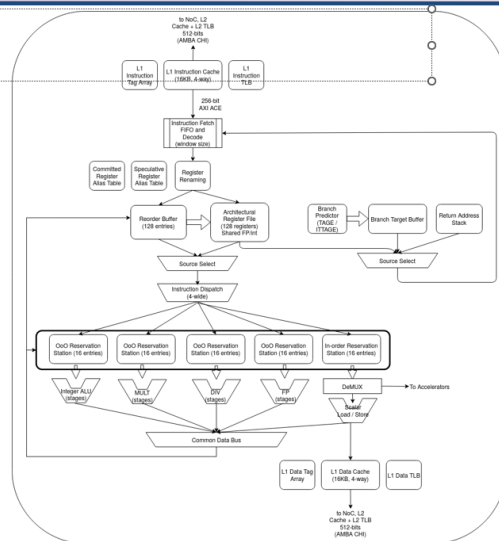 to NoC, L2
Cache + L2 TLB
512-bits
(AMBA CHI)
L1
Instruction
Tag Array
L1 Instruction Cache
(16KB, 4-way)
L1
Instruction
TLB
256-bit
AXI ACE
Instruction Fetch
FIFO and
Decode
(window size)
Committed
Register
Alias Table
Speculative
Register
Alias Table
Register
Renaming
Reorder Buffer
(128 entries)
Architectural
Register File
(128 registers)
Shared FP/Int
Branch
Predictor
(TAGE /
ITTAGE)
Branch Target Buffer
Return Address
Stack
Source Select
Source Select
Instruction Dispatch
(4-wide)
OoO Reservation
Station (16 entries)
OoO Reservation
Station (16 entries)
OoO Reservation
Station (16 entries)
OoO Reservation
Station (16 entries)
In-order Reservation
Station (16 entries)
Integer ALU
(stages)
MULT
(stages)
DIV
(stages)
FP
(stages)
DeMUX
To Accelerators
Scalar
Load / Store
Common Data Bus
L1 Data Tag
Array
L1 Data Cache
(16KB, 4-way)
L1 Data TLB
to NoC, L2
Cache + L2 TLB
512-bits
(AMBA CHI)